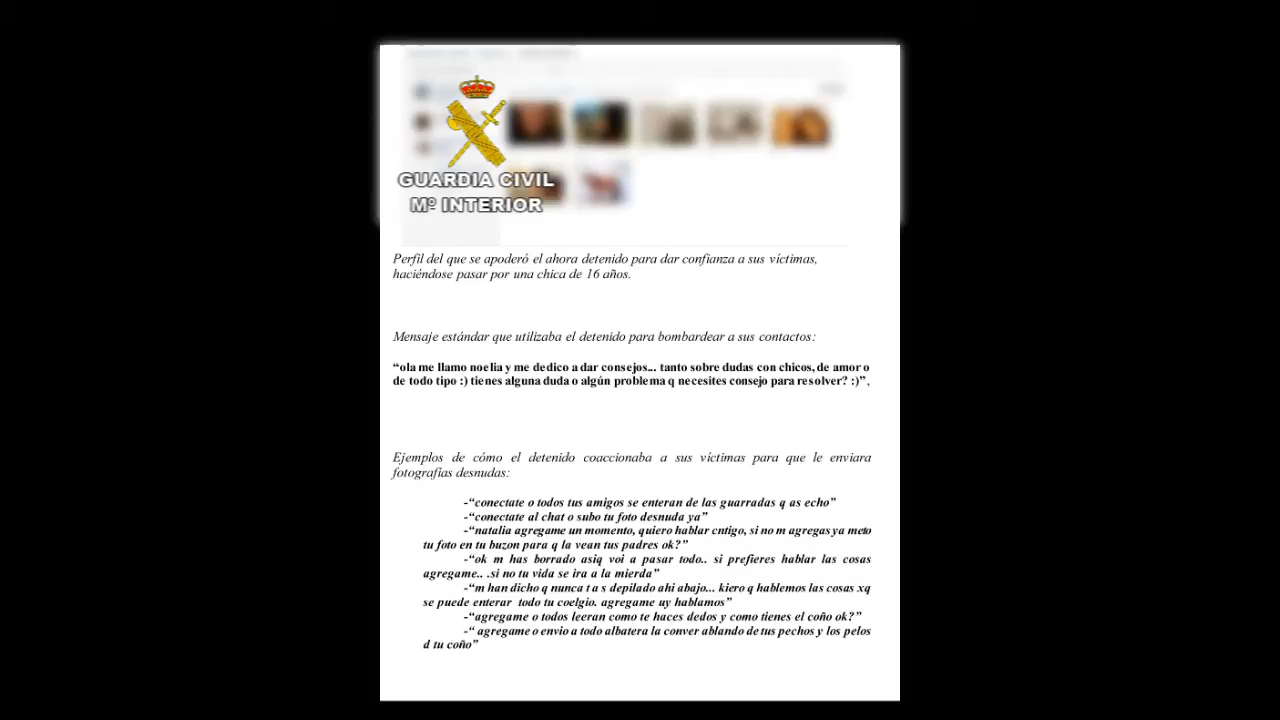 GUARDIA CIVIL
Mº INTERIOR
Perfil del que se apoderó el ahora detenido para dar confianza a sus víctimas,
haciéndose pasar por una chica de 16 años.
Mensaje estándar que utilizaba el detenido para bombardear a sus contactos:
“ola me llamo noelia y me dedico a dar consejos... tanto sobre dudas con chicos, de amor o
de todo tipo :) tienes alguna duda o algún problema q necesites consejo para resolver? :)”,
Ejemplos de cómo el detenido coaccionaba a sus víctimas para que le enviara
fotografías desnudas:
-“conectate o todos tus amigos se enteran de las guarradas q as echo”
-“conectate al chat o subo tu foto desnuda ya”
-“natalia agregame un momento, quiero hablar cntigo, si no m agregas ya meto
tu foto en tu buzon para q la vean tus padres ok?”
-“ok m has borrado asiq voi a pasar todo.. si prefieres hablar las cosas
agregame.. .si no tu vida se ira a la mierda”
-“m han dicho q nunca t a s depilado ahi abajo... kiero q hablemos las cosas xq
se puede enterar todo tu coelgio. agregame uy hablamos”
-“agregame o todos leeran como te haces dedos y como tienes el coño ok?”
-“ agregame o envio a todo albatera la conver ablando de tus pechos y los pelos
d tu coño”